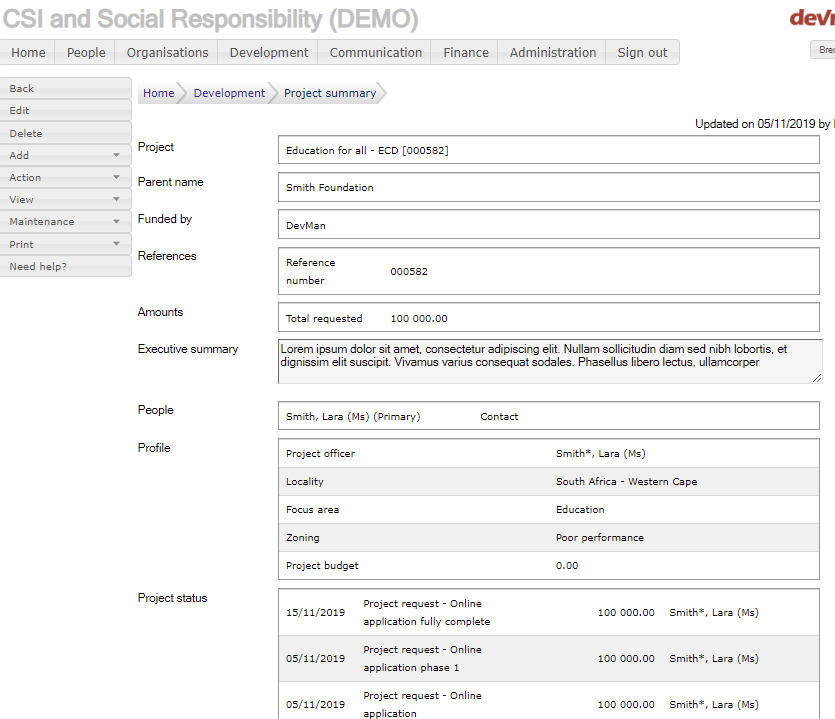 CSI and Social Responsibility (DEMO)
Home People Organisations Development Communication Finance Administration Sign out
Back
Edit
Delete
Add
Action
View
Maintenance
Print
Need help?
Home Development Project summary
Updated on 05/11/2019 by
Project Education for all - ECD [000582]
Parent name Smith Foundation
Funded by DevMan
References Reference number 000582
Amounts Total requested 100 000.00
Executive summary Lorem ipsum dolor sit amet, consectetur adipiscing elit. Nullam sollicitudin diam sed nibh lobortis, et
dignissim elit suscipit. Vivamus varius consequat sodales. Phasellus libero lectus, ullamcorper
People Smith, Lara (Ms) (Primary) Contact
Profile Project officer Smith*, Lara (Ms)
Locality South Africa - Western Cape
Focus area Education
Zoning Poor performance
Project budget 0.00
Project status 15/11/2019 Project request - Online application fully complete 100 000.00 Smith*, Lara (Ms)
05/11/2019 Project request - Online application phase 1 100 000.00 Smith*, Lara (Ms)
05/11/2019 Project request - Online application 100 000.00 Smith*, Lara (Ms)